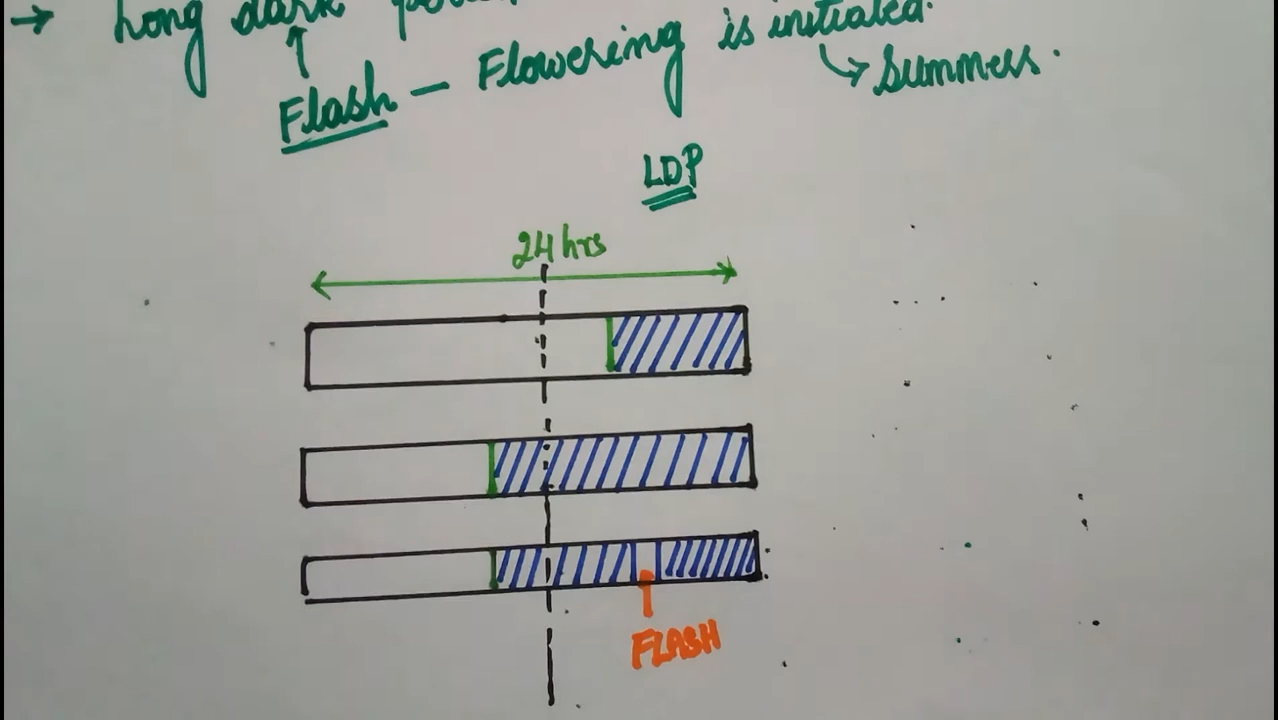 → Long dark
Flash - Flowering is initiated.
↳ Summers.
LDP
24 hrs
FLASH